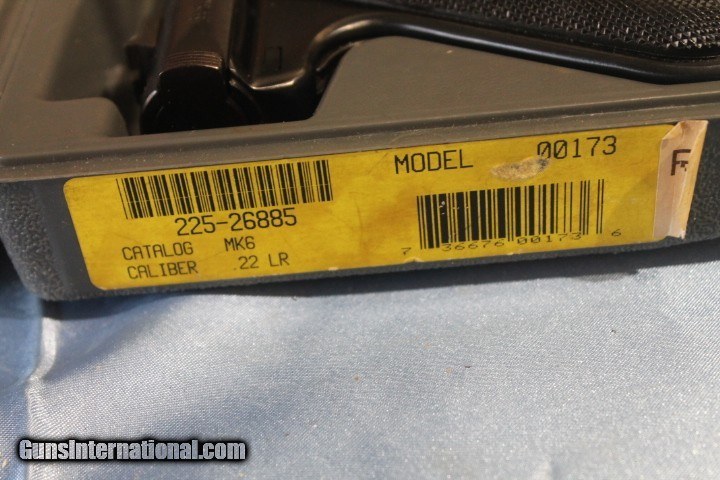 MODEL 00173
225-26885
CATALOG MK6
CALIBER .22 LR
7 36676 00173 6
F
GunsInternational.com